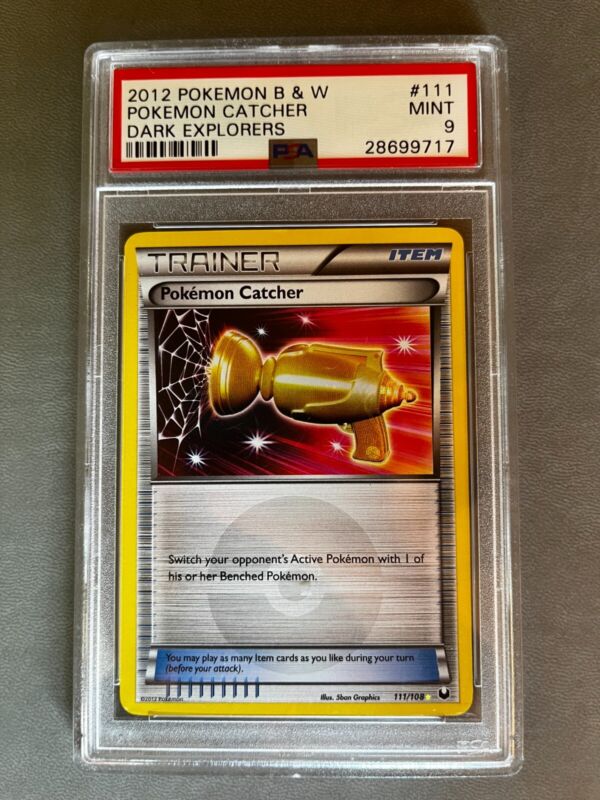 2012 POKEMON B & W #111
POKEMON CATCHER MINT
DARK EXPLORERS 9
PSA 28699717
TRAINER ITEM
Pokémon Catcher
Switch your opponent's Active Pokémon with 1 of
his or her Benched Pokémon.
You may play as many Item cards as you like during your turn
(before your attack).
©2012 Pokémon Illus. 5ban Graphics 111/108